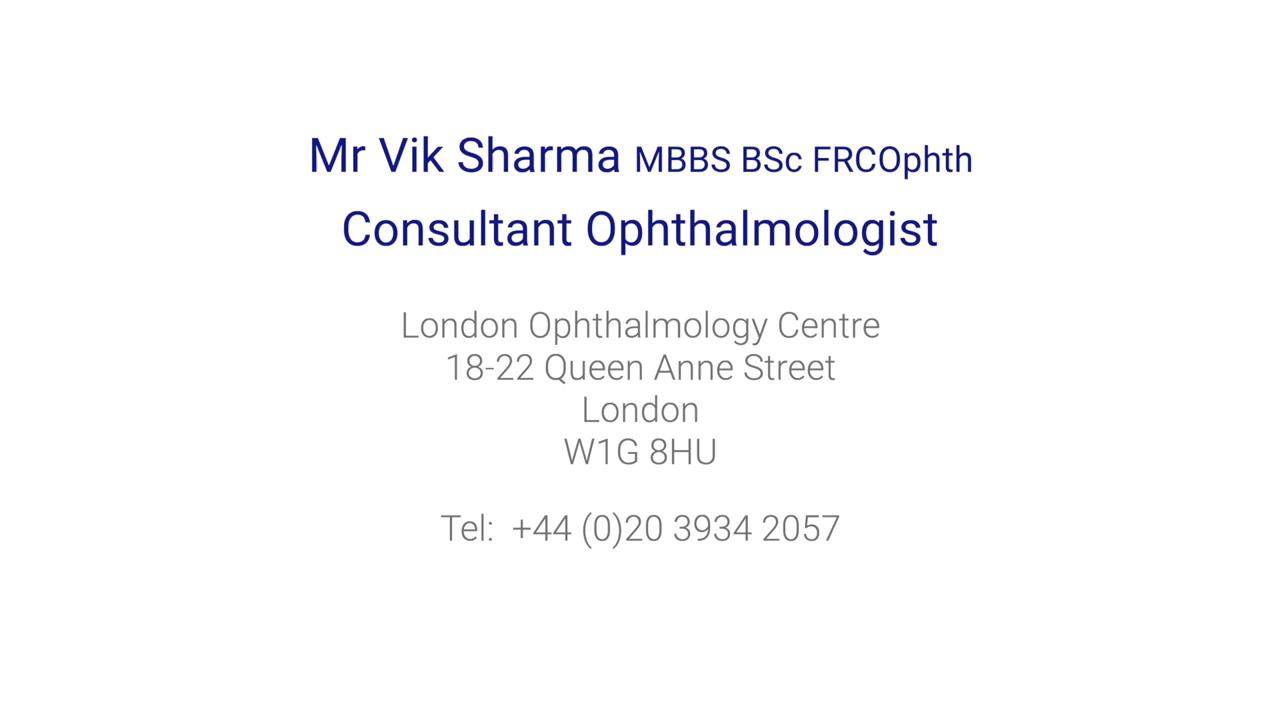 Mr Vik Sharma MBBS BSc FRCOphth
Consultant Ophthalmologist
London Ophthalmology Centre
18-22 Queen Anne Street
London
W1G 8HU
Tel: +44 (0)20 3934 2057